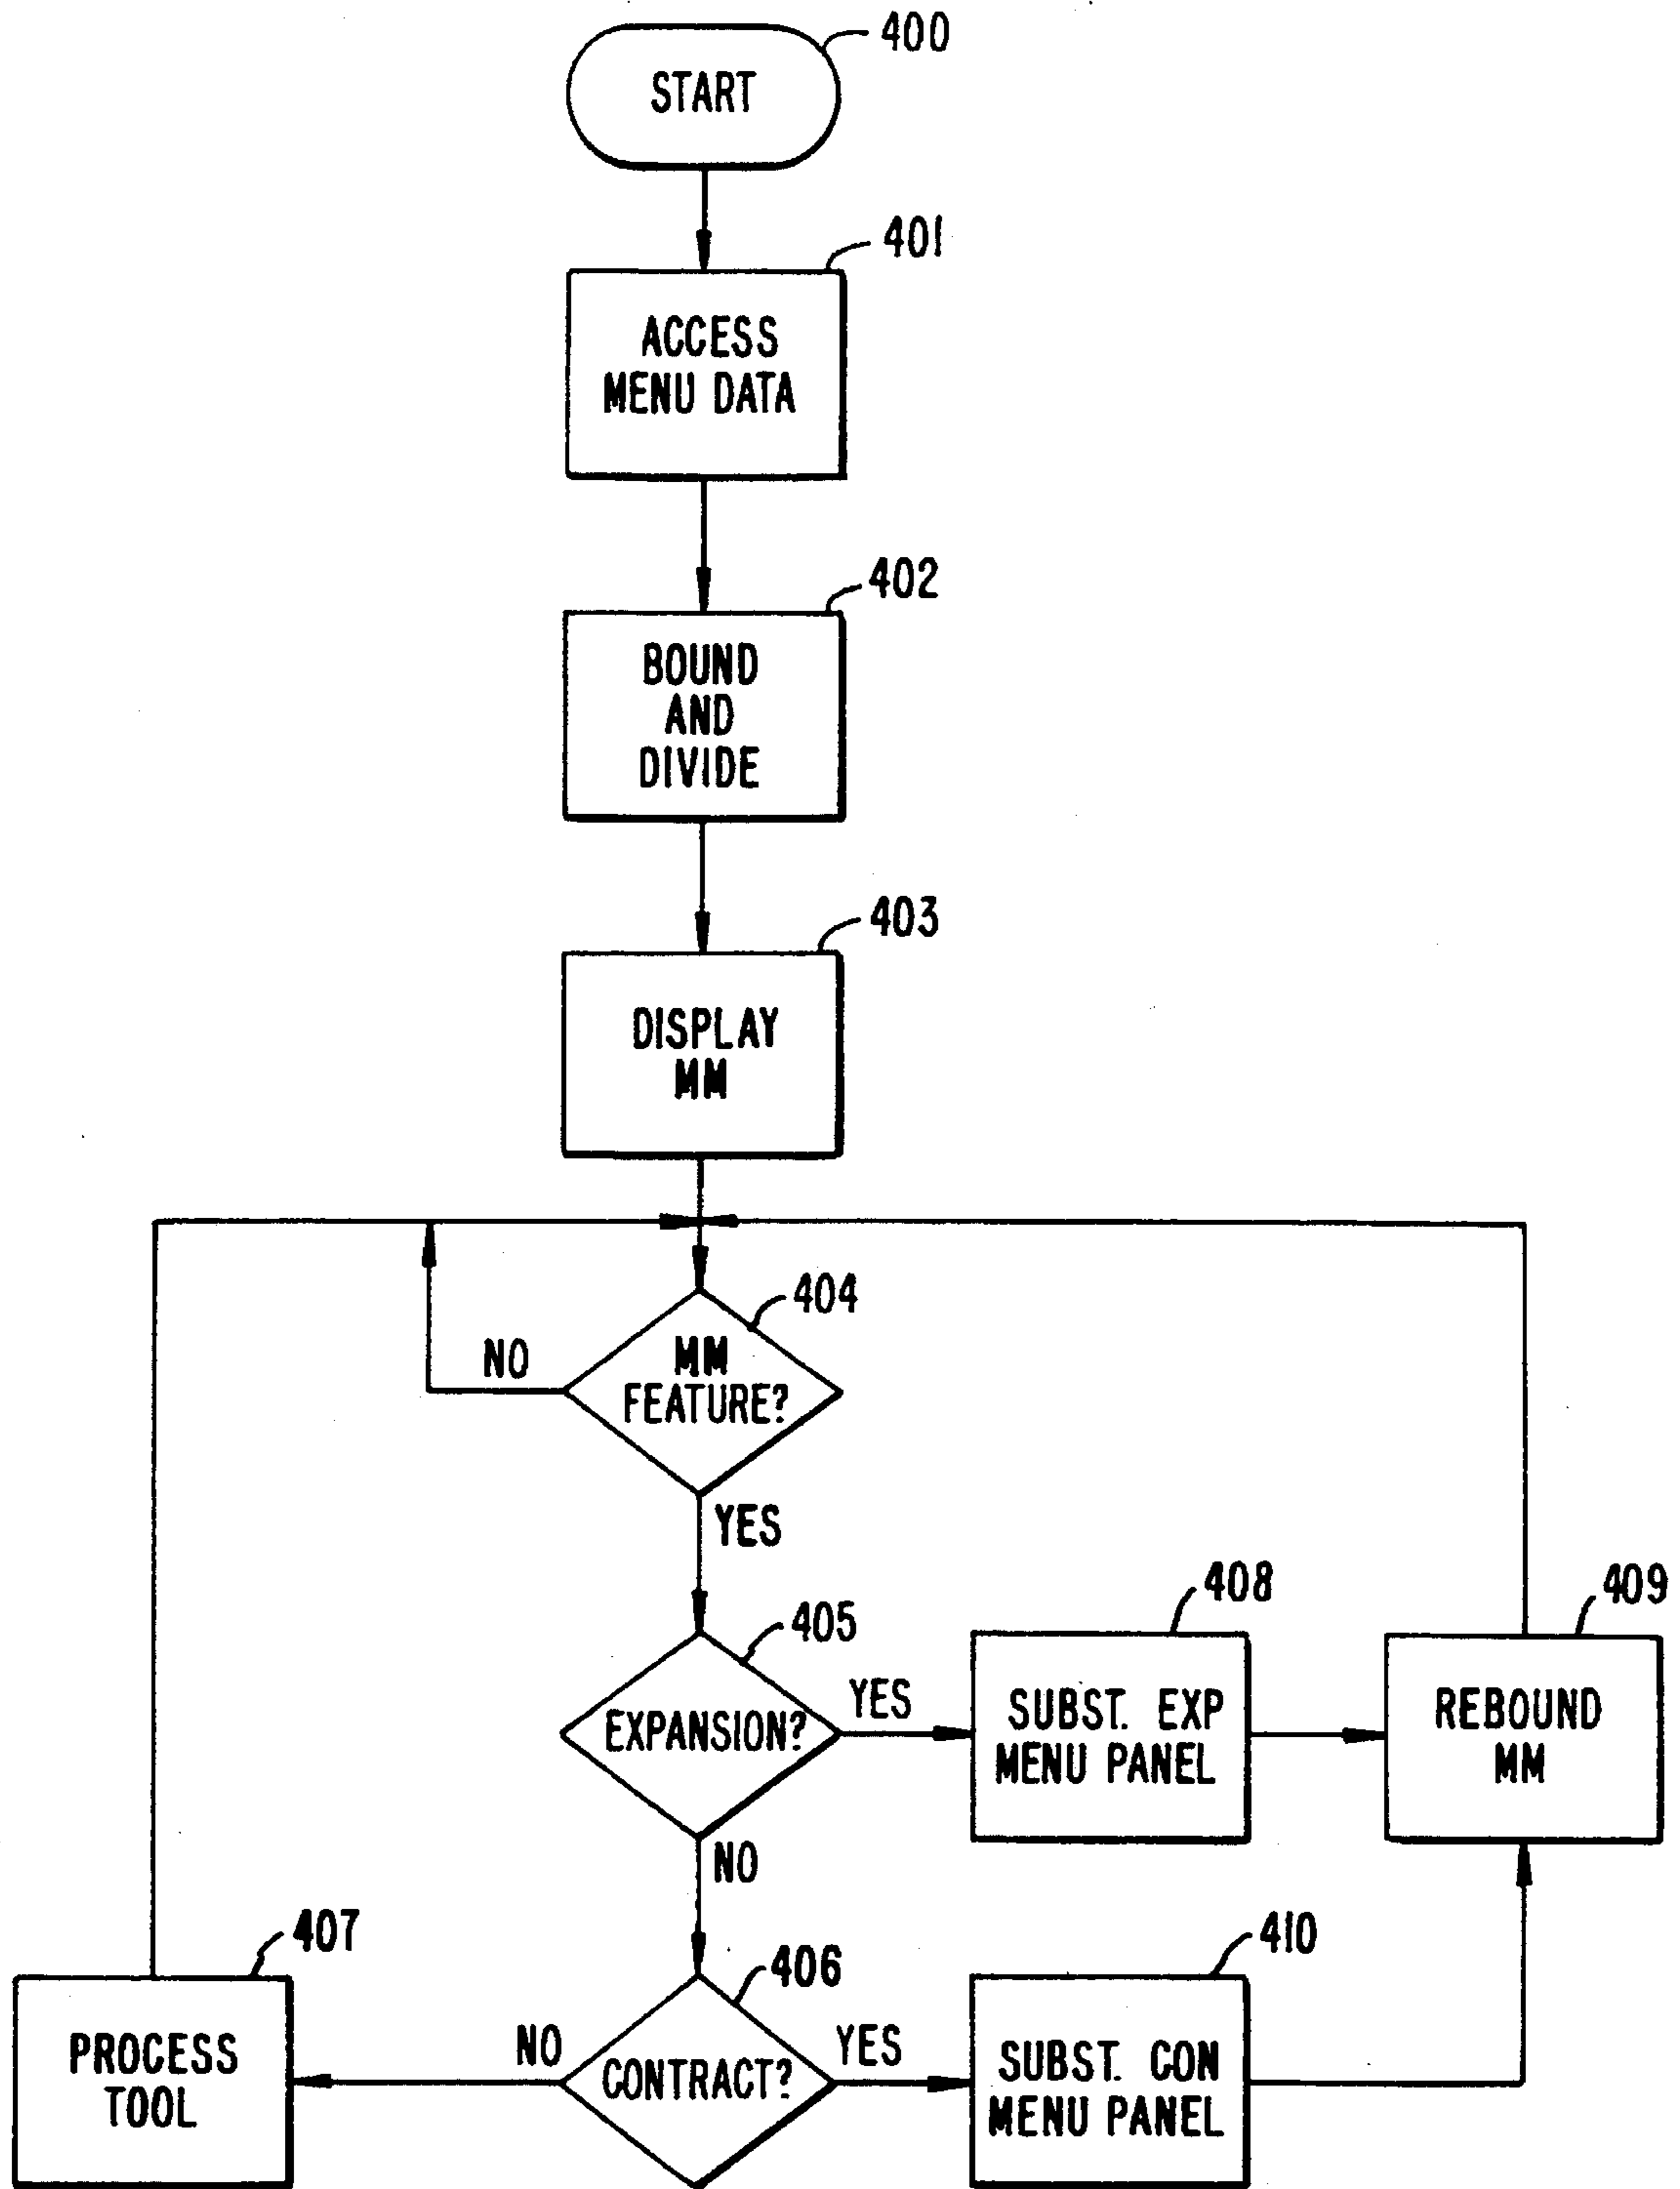 400
START
401
ACCESS
MENU DATA
402
BOUND
AND
DIVIDE
403
DISPLAY
MM
404
MM
FEATURE?
NO
YES
405
EXPANSION?
YES
408
SUBST. EXP
MENU PANEL
409
REBOUND
MM
NO
407
PROCESS
TOOL
406
NO
CONTRACT?
YES
410
SUBST. CON
MENU PANEL